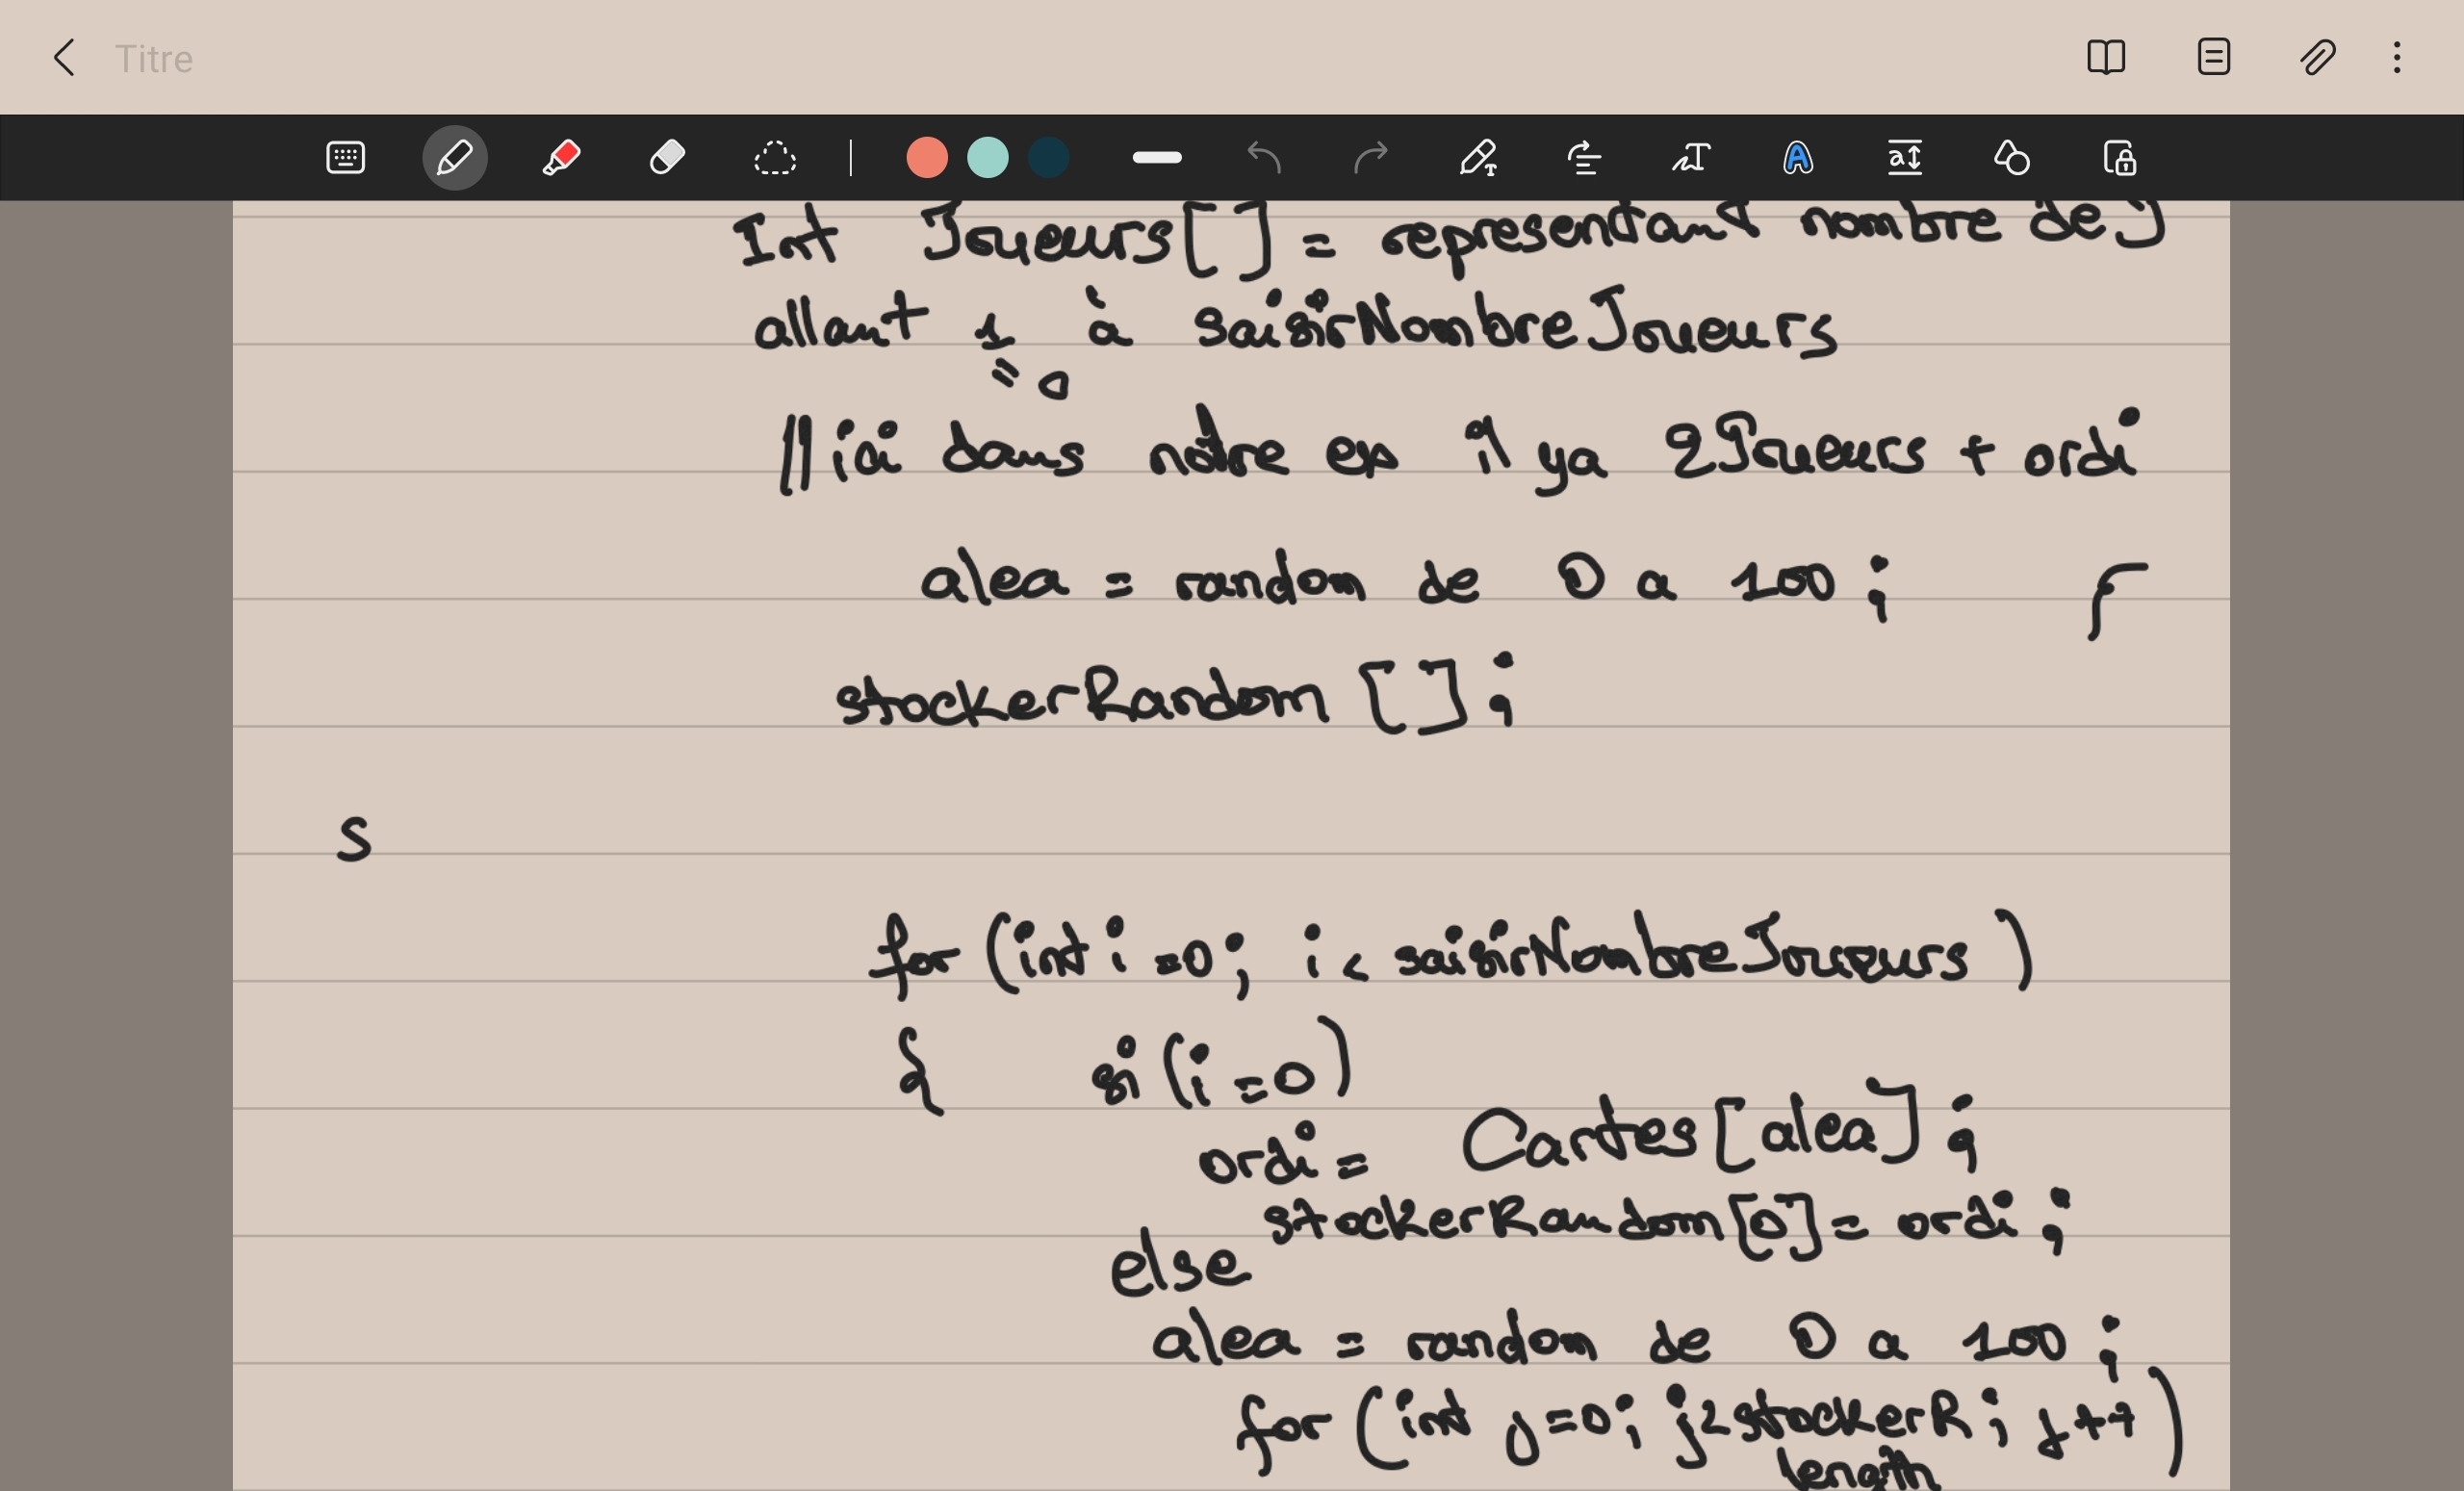 Titre
Int Joueurs[] = representant nombre de J
allant 1 à saisirNombreJoueurs
= 0
|| ici dans notre ex il ya 2Joueurs + ordi
alea = random de 0 a 100 ;
stockerRandom [] ;
s
for (int i =0; i < saisirNombreJoueurs )
{ si (i =0)
ordi = Cartes[alea] ;
stockerRandom[0] = ordi ;
else
alea = random de 0 a 100 ;
for (int j=0; j<stockerR ; j++)
length